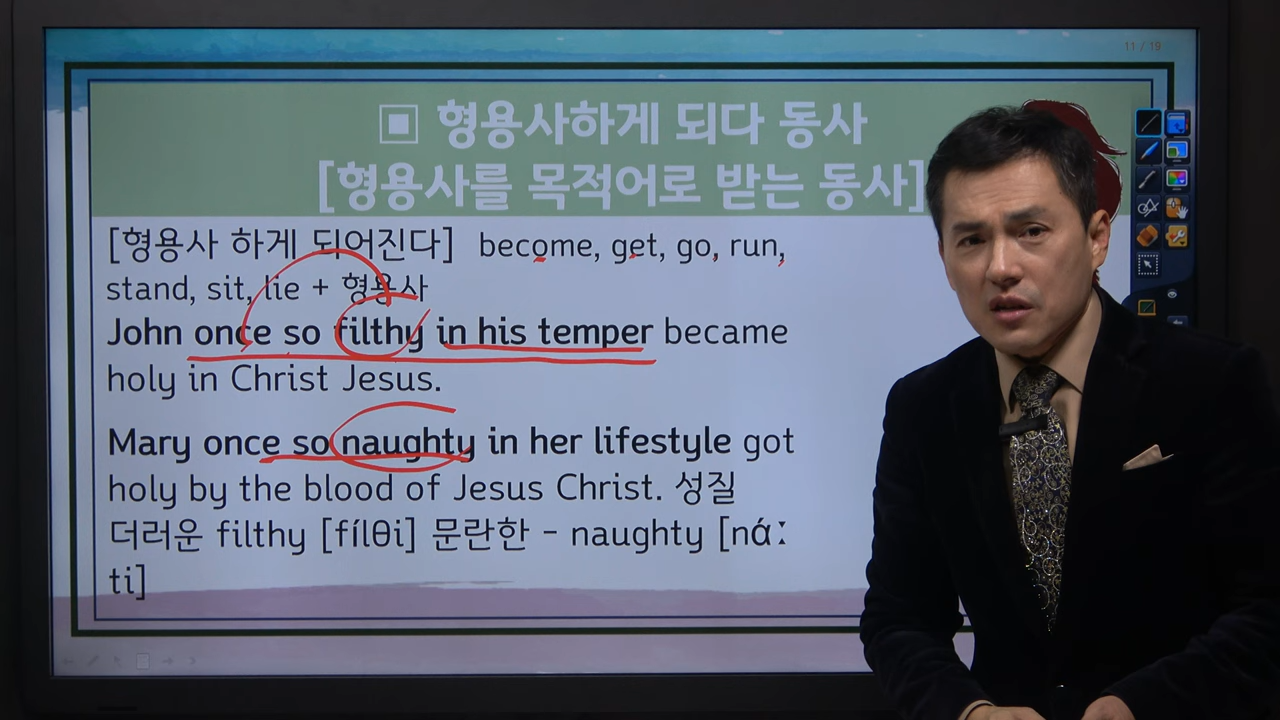 11 / 19
▣ 형용사하게 되다 동사
[형용사를 목적어로 받는 동사]
[형용사 하게 되어진다] become, get, go, run,
stand, sit, lie + 형용사
John once so filthy in his temper became
holy in Christ Jesus.
Mary once so naughty in her lifestyle got
holy by the blood of Jesus Christ. 성질
더러운 filthy [fílθi] 문란한 - naughty [nάː
ti]